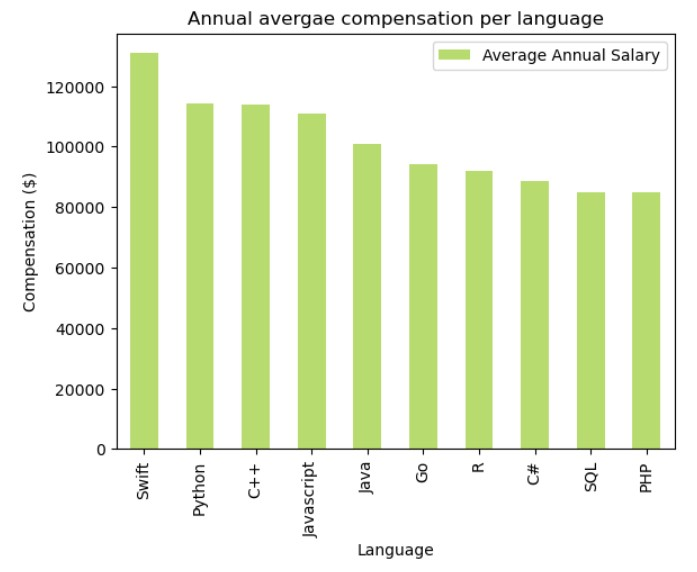 Annual avergae compensation per language
Average Annual Salary
Compensation ($)
120000
100000
80000
60000
40000
20000
0
Swift
Python
C++
Javascript
Java
Go
R
C#
SQL
PHP
Language